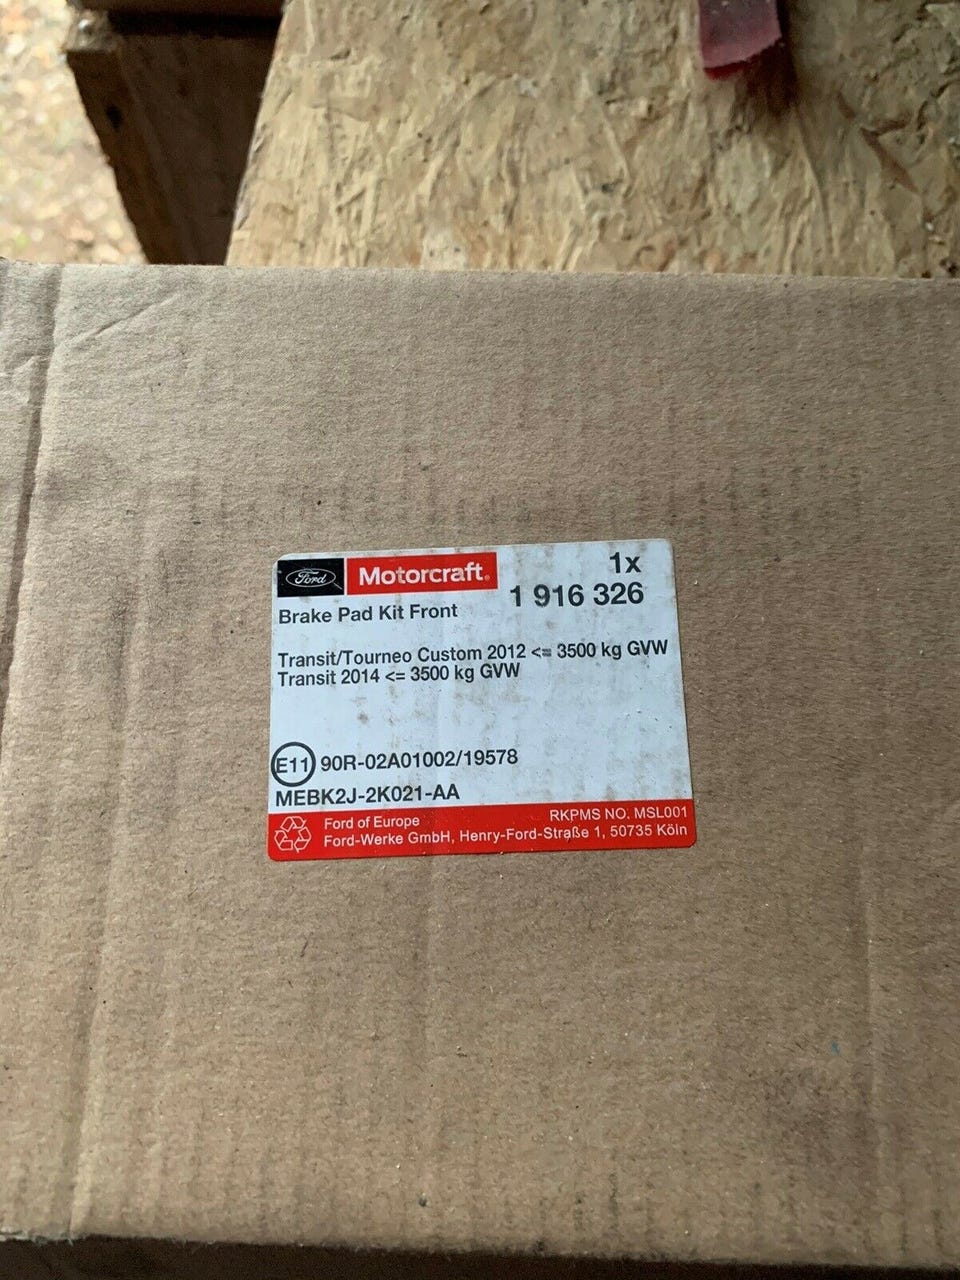 Ford Motorcraft 1x
1 916 326
Brake Pad Kit Front
Transit/Tourneo Custom 2012 <= 3500 kg GVW
Transit 2014 <= 3500 kg GVW
E11 90R-02A01002/19578
MEBK2J-2K021-AA
RKPMS NO. MSL001
Ford of Europe
Ford-Werke GmbH, Henry-Ford-Straße 1, 50735 Köln